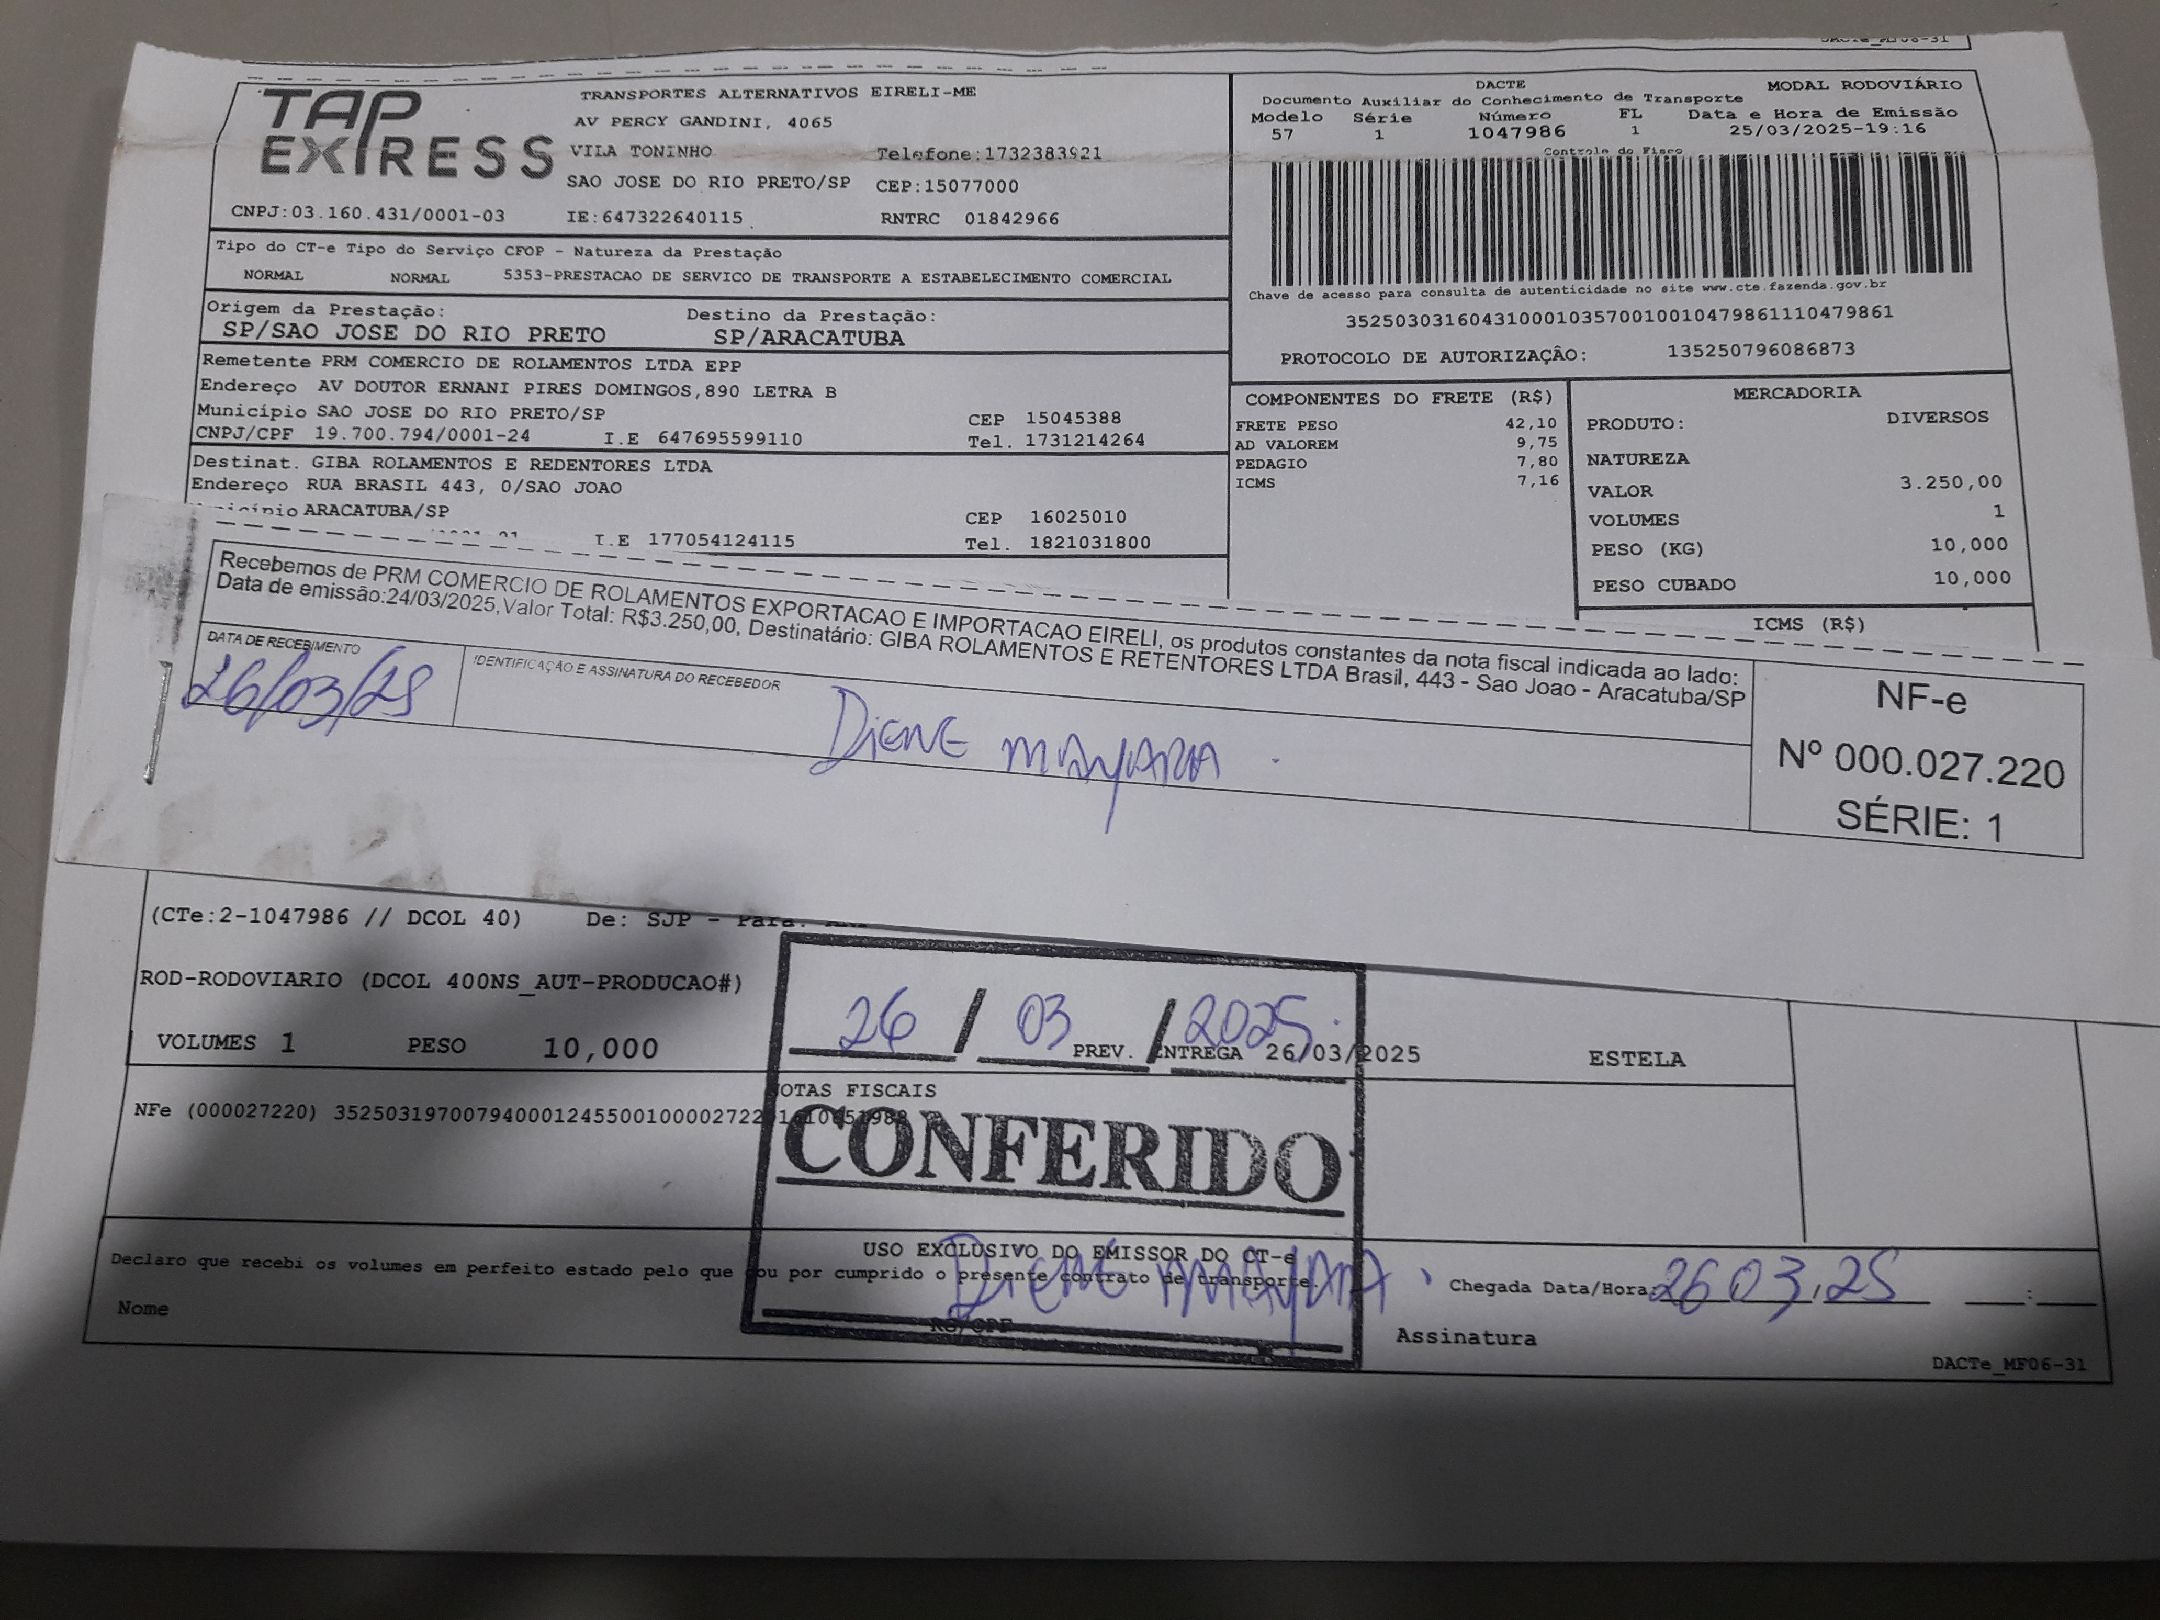 DACTe_MF06-31
TAP EXPRESS
TRANSPORTES ALTERNATIVOS EIRELI-ME
AV PERCY GANDINI, 4065
VILA TONINHO Telefone:1732383921
SAO JOSE DO RIO PRETO/SP CEP:15077000
CNPJ:03.160.431/0001-03 IE:647322640115 RNTRC 01842966
DACTE MODAL RODOVIÁRIO
Documento Auxiliar do Conhecimento de Transporte
Modelo Série Número FL Data e Hora de Emissão
57 1 1047986 1 25/03/2025-19:16
Controle do Fisco
Chave de acesso para consulta de autenticidade no site www.cte.fazenda.gov.br
35250303160431000103570010010479861110479861
PROTOCOLO DE AUTORIZAÇÃO: 135250796086873
Tipo do CT-e Tipo do Serviço CFOP - Natureza da Prestação
NORMAL NORMAL 5353-PRESTACAO DE SERVICO DE TRANSPORTE A ESTABELECIMENTO COMERCIAL
Origem da Prestação: Destino da Prestação:
SP/SAO JOSE DO RIO PRETO SP/ARACATUBA
Remetente PRM COMERCIO DE ROLAMENTOS LTDA EPP
Endereço AV DOUTOR ERNANI PIRES DOMINGOS,890 LETRA B
Município SAO JOSE DO RIO PRETO/SP CEP 15045388
CNPJ/CPF 19.700.794/0001-24 I.E 647695599110 Tel. 1731214264
Destinat. GIBA ROLAMENTOS E REDENTORES LTDA
Endereço RUA BRASIL 443, 0/SAO JOAO
Município ARACATUBA/SP CEP 16025010
I.E 177054124115 Tel. 1821031800
COMPONENTES DO FRETE (R$)
FRETE PESO 42,10
AD VALOREM 9,75
PEDAGIO 7,80
ICMS 7,16
MERCADORIA
PRODUTO: DIVERSOS
NATUREZA
VALOR 3.250,00
VOLUMES 1
PESO (KG) 10,000
PESO CUBADO 10,000
ICMS (R$)
Recebemos de PRM COMERCIO DE ROLAMENTOS EXPORTACAO E IMPORTACAO EIRELI, os produtos constantes da nota fiscal indicada ao lado:
Data de emissão:24/03/2025,Valor Total: R$3.250,00, Destinatário: GIBA ROLAMENTOS E RETENTORES LTDA Brasil, 443 - Sao Joao - Aracatuba/SP
DATA DE RECEBIMENTO IDENTIFICAÇÃO E ASSINATURA DO RECEBEDOR
26/03/25 Diene Mayara
NF-e
Nº 000.027.220
SÉRIE: 1
(CTe:2-1047986 // DCOL 40) De: SJP - Para:
ROD-RODOVIARIO (DCOL 400NS_AUT-PRODUCAO#)
26 / 03 / 2025
VOLUMES 1 PESO 10,000 PREV. ENTREGA 26/03/2025 ESTELA
NOTAS FISCAIS
NFe (000027220)
CONFERIDO
USO EXCLUSIVO DO EMISSOR DO CT-e
Declaro que recebi os volumes em perfeito estado pelo que dou por cumprido o presente contrato de transporte.
Diene Mayara
Chegada Data/Hora: 26 03.25 :
Nome RG/CPF Assinatura
DACTe_MF06-31